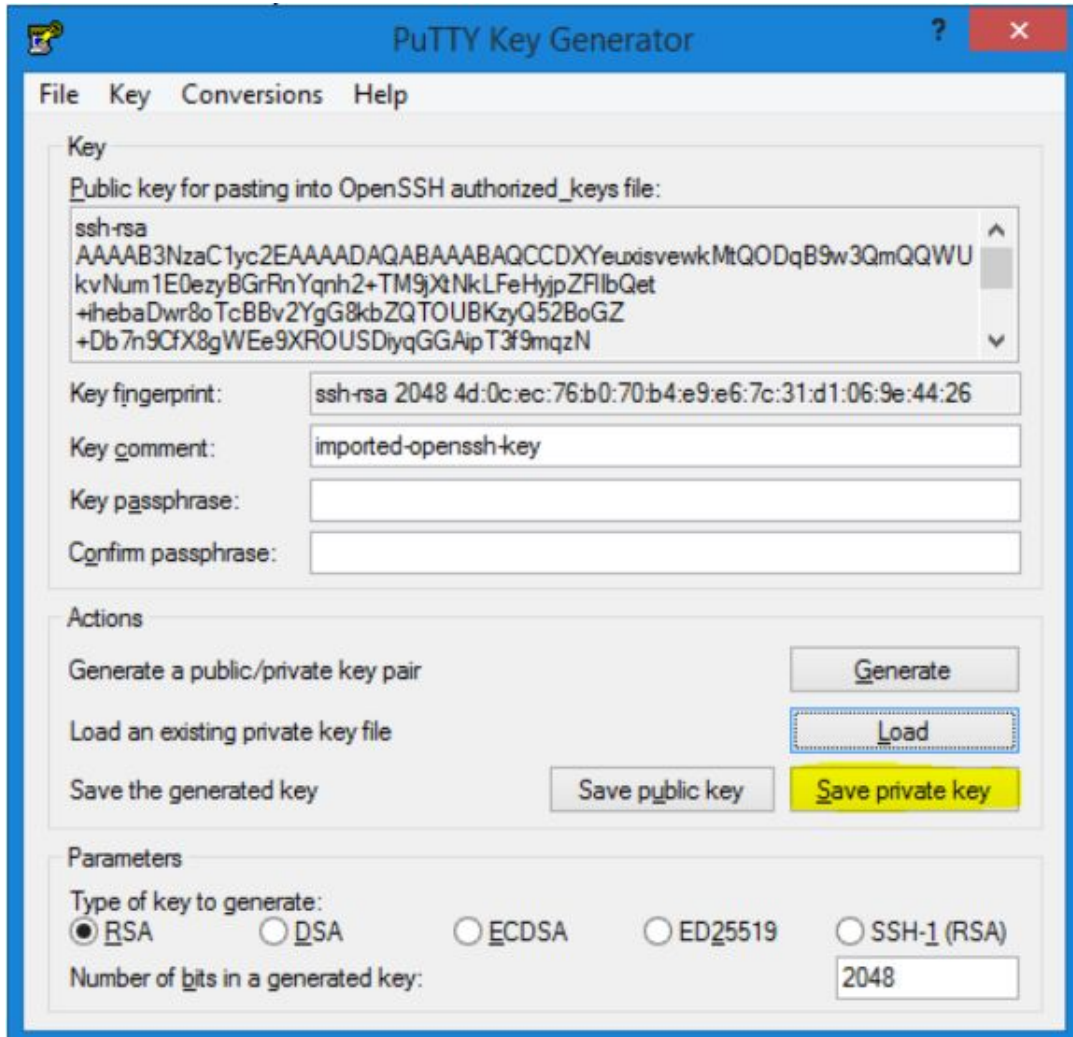 PuTTY Key Generator
?
×
File Key Conversions Help
Key
Public key for pasting into OpenSSH authorized_keys file:
ssh-rsa
AAAAB3NzaC1yc2EAAAADAQABAAABAQCCDXYeuxisvewkMtQODqB9w3QmQQWU
kvNum1E0ezyBGrRnYqnh2+TM9jXtNkLFeHyjpZFIlbQet
+ihebaDwr8oTcBBv2YgG8kbZQTOUBKzyQ52BoGZ
+Db7n9CfX8gWEe9XROUSDiyqGGAipT3f9mqzN
Key fingerprint: ssh-rsa 2048 4d:0c:ec:76:b0:70:b4:e9:e6:7c:31:d1:06:9e:44:26
Key comment: imported-openssh-key
Key passphrase:
Confirm passphrase:
Actions
Generate a public/private key pair Generate
Load an existing private key file Load
Save the generated key Save public key Save private key
Parameters
Type of key to generate:
RSA DSA ECDSA ED25519 SSH-1 (RSA)
Number of bits in a generated key: 2048